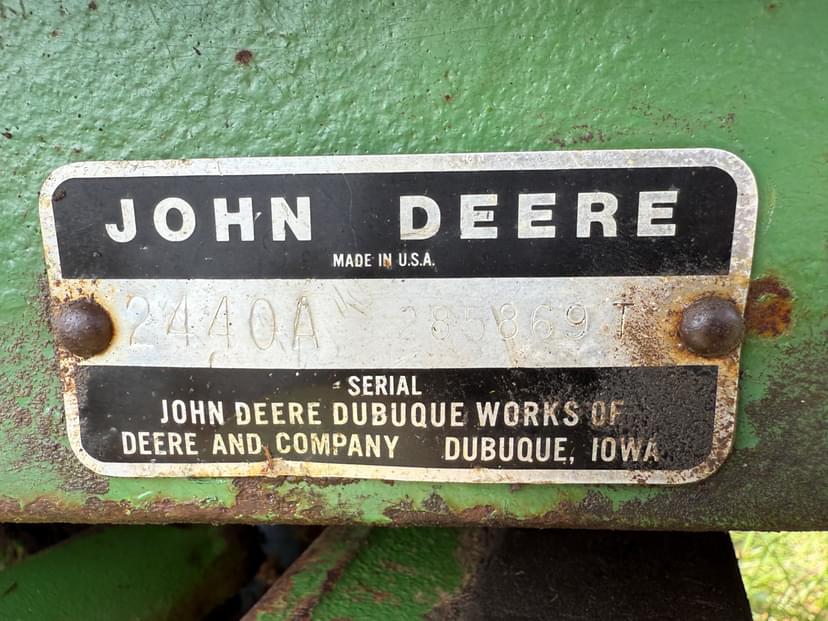 JOHN DEERE
MADE IN U.S.A.
2440A 285869T
SERIAL
JOHN DEERE DUBUQUE WORKS OF
DEERE AND COMPANY DUBUQUE, IOWA